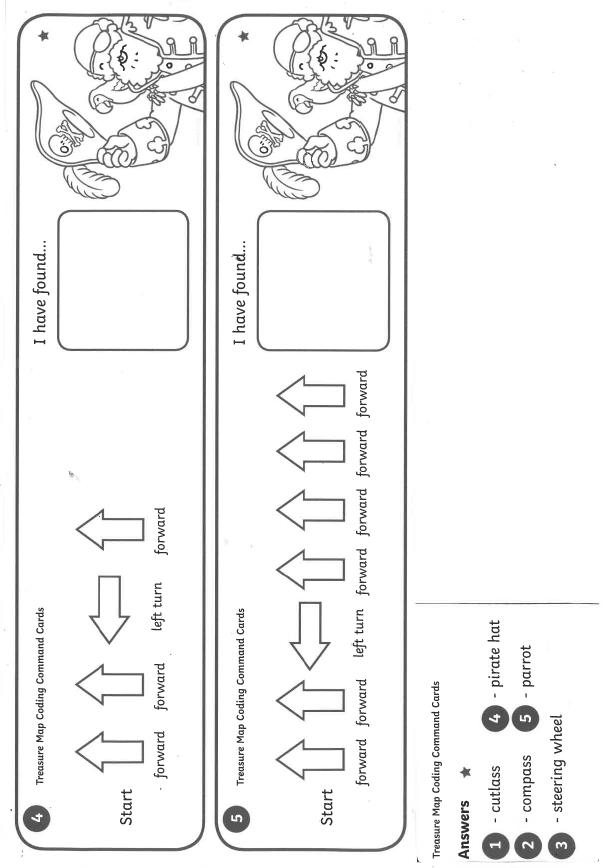 4
Treasure Map Coding Command Cards
I have found...
Start
forward forward left turn forward
5
Treasure Map Coding Command Cards
I have found...
Start
forward forward left turn forward forward forward forward
Treasure Map Coding Command Cards
Answers
1 - cutlass
2 - compass
3 - steering wheel
4 - pirate hat
5 - parrot